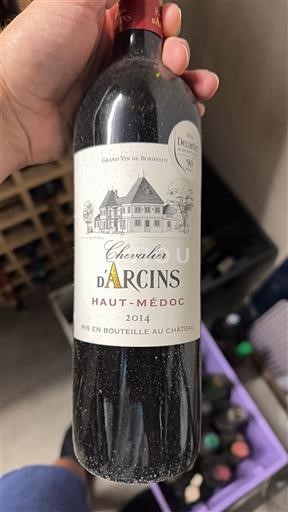 GRAND VIN DE BORDEAUX
Chevalier
D'ARCINS
HAUT-MÉDOC
2014
MIS EN BOUTEILLE AU CHÂTEAU
Decanter
90